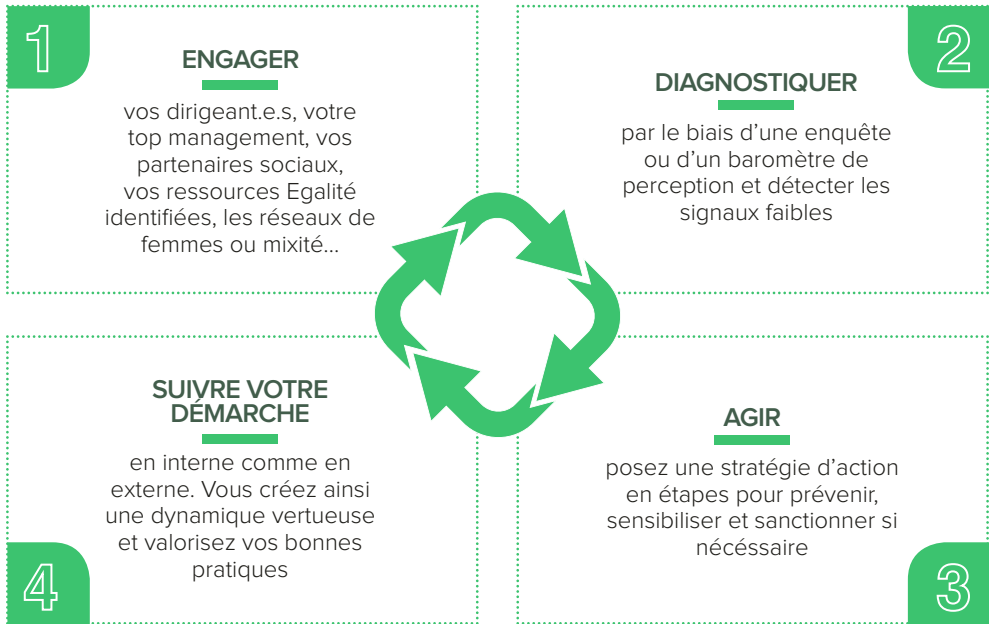 1
ENGAGER
vos dirigeant.e.s, votre
top management, vos
partenaires sociaux,
vos ressources Egalité
identifiées, les réseaux de
femmes ou mixité...
2
DIAGNOSTIQUER
par le biais d’une enquête
ou d’un baromètre de
perception et détecter les
signaux faibles
3
AGIR
posez une stratégie d’action
en étapes pour prévenir,
sensibiliser et sanctionner si
nécéssaire
4
SUIVRE VOTRE
DÉMARCHE
en interne comme en
externe. Vous créez ainsi
une dynamique vertueuse
et valorisez vos bonnes
pratiques